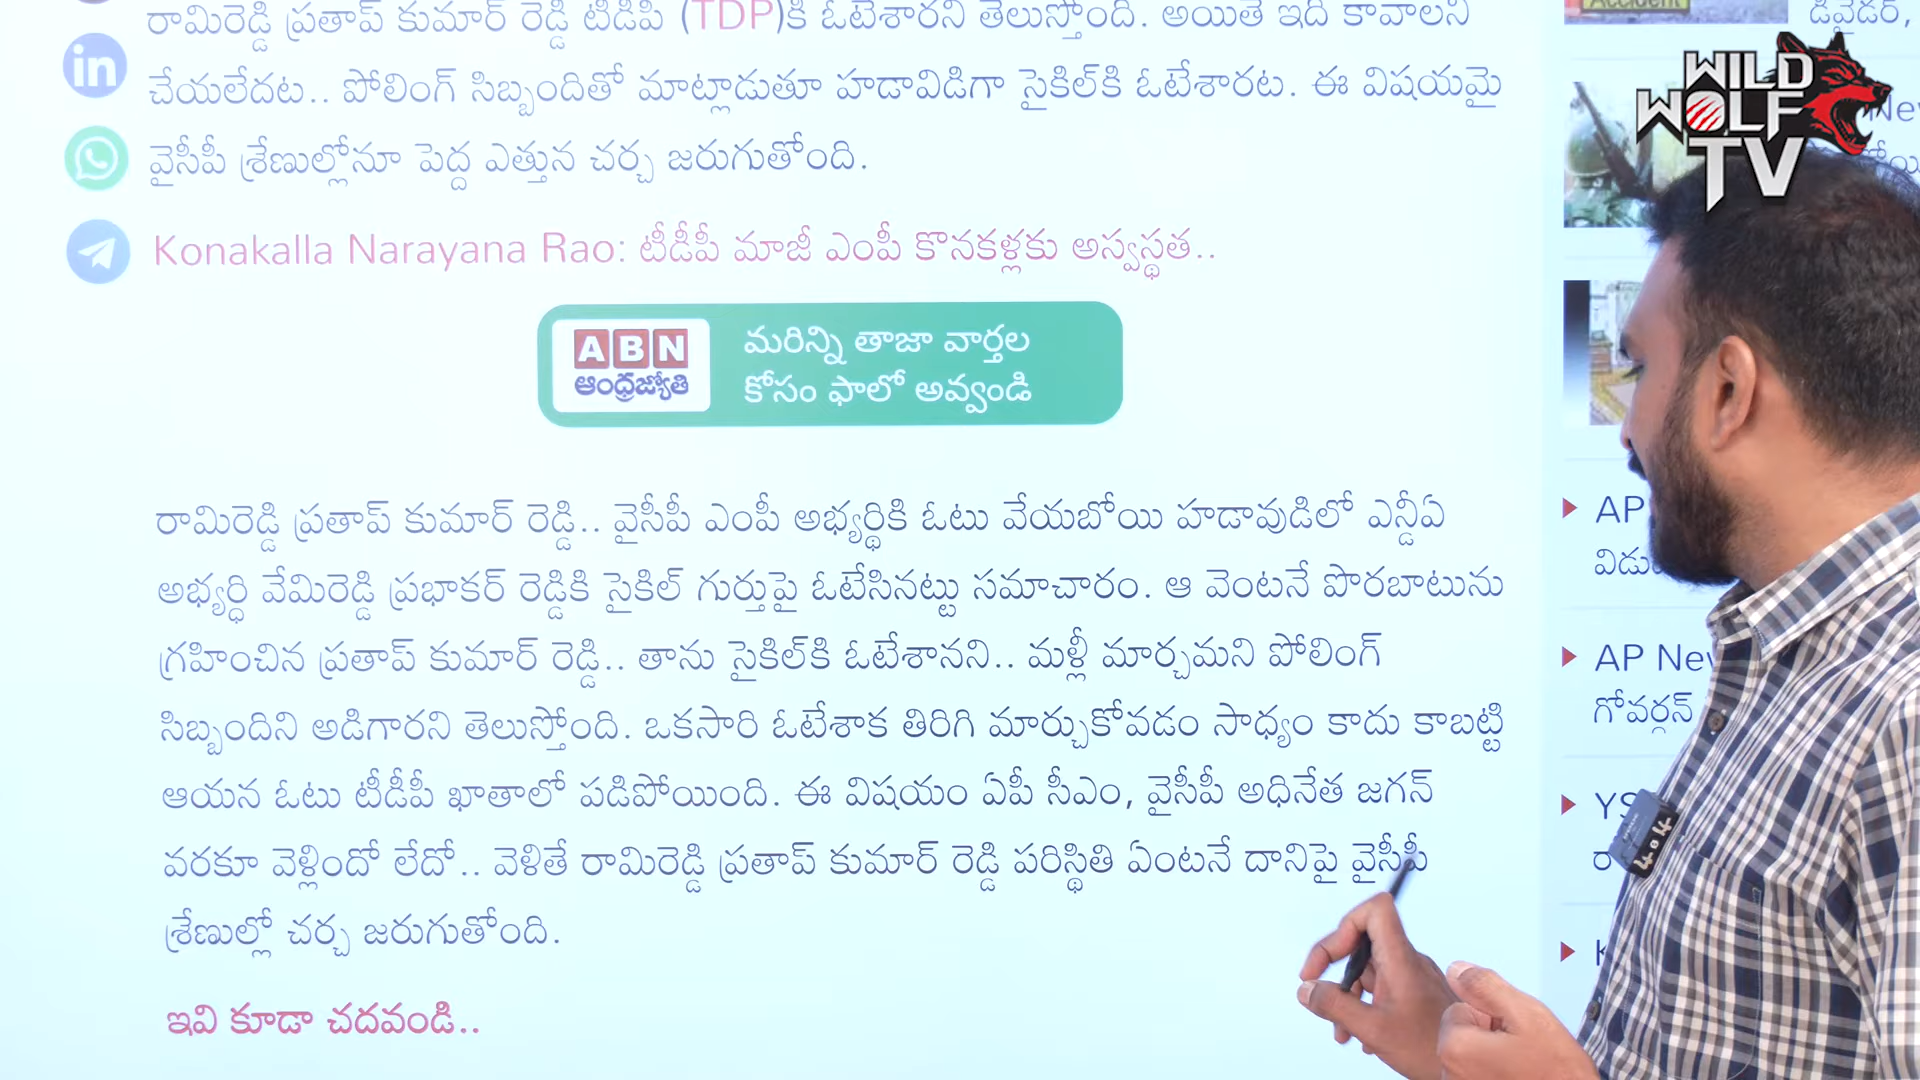 రామిరెడ్డి ప్రతాప్ కుమార్ రెడ్డి టీడీపీ (TDP)కి ఓటేశారని తెలుస్తోంది. అయితే ఇది కావాలని
చేయలేదట.. పోలింగ్ సిబ్బందితో మాట్లాడుతూ హడావిడిగా సైకిల్‌కి ఓటేశారట. ఈ విషయమై
వైసీపీ శ్రేణుల్లోనూ పెద్ద ఎత్తున చర్చ జరుగుతోంది.
Konakalla Narayana Rao: టీడీపీ మాజీ ఎంపీ కొనకళ్లకు అస్వస్థత..
ABN
ఆంధ్రజ్యోతి
మరిన్ని తాజా వార్తల
కోసం ఫాలో అవ్వండి
రామిరెడ్డి ప్రతాప్ కుమార్ రెడ్డి.. వైసీపీ ఎంపీ అభ్యర్థికి ఓటు వేయబోయి హడావుడిలో ఎన్డీఏ
అభ్యర్థి వేమిరెడ్డి ప్రభాకర్ రెడ్డికి సైకిల్ గుర్తుపై ఓటేసినట్టు సమాచారం. ఆ వెంటనే పొరబాటును
గ్రహించిన ప్రతాప్ కుమార్ రెడ్డి.. తాను సైకిల్‌కి ఓటేశానని.. మళ్లీ మార్చమని పోలింగ్
సిబ్బందిని అడిగారని తెలుస్తోంది. ఒకసారి ఓటేశాక తిరిగి మార్చుకోవడం సాధ్యం కాదు కాబట్టి
ఆయన ఓటు టీడీపీ ఖాతాలో పడిపోయింది. ఈ విషయం ఏపీ సీఎం, వైసీపీ అధినేత జగన్
వరకూ వెళ్లిందో లేదో.. వెళితే రామిరెడ్డి ప్రతాప్ కుమార్ రెడ్డి పరిస్థితి ఏంటనే దానిపై వైసీపీ
శ్రేణుల్లో చర్చ జరుగుతోంది.
ఇవి కూడా చదవండి..
Accident
డివైడర్,
WILD
WOLF
TV
AP
AP
గోవర్ధన్